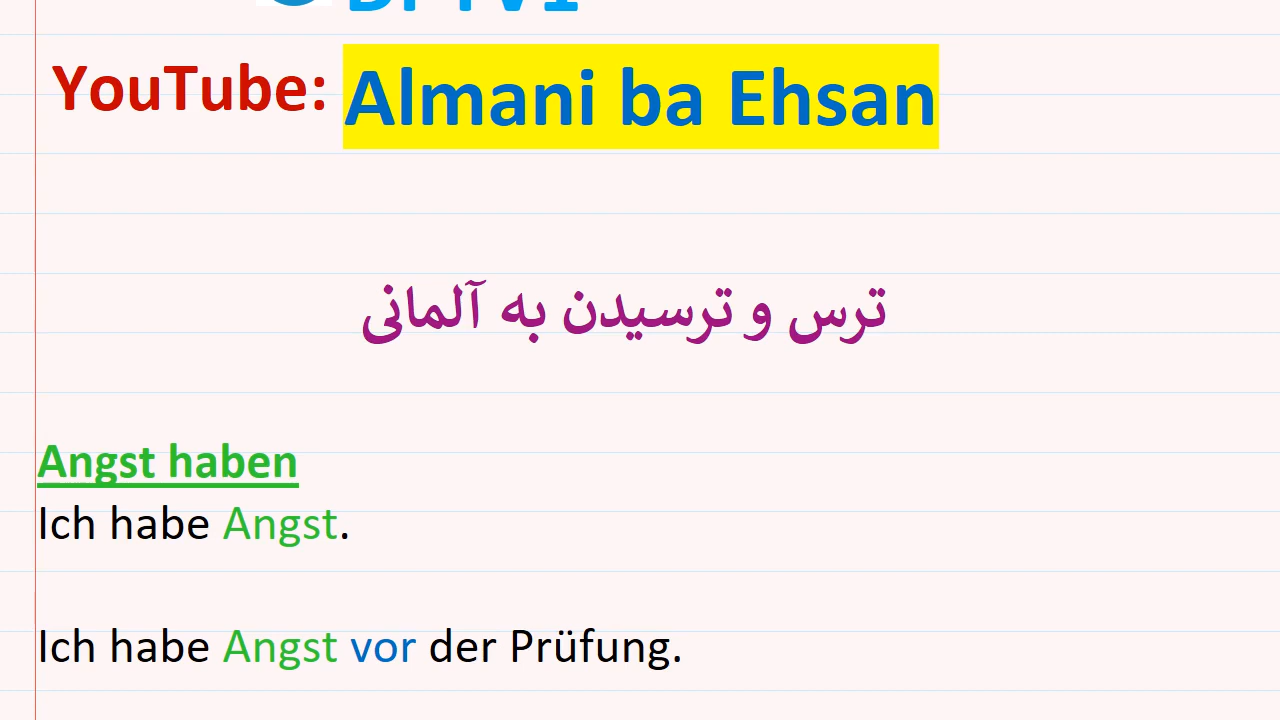 YouTube: Almani ba Ehsan
ترس و ترسیدن به آلمانی
Angst haben
Ich habe Angst.
Ich habe Angst vor der Prüfung.